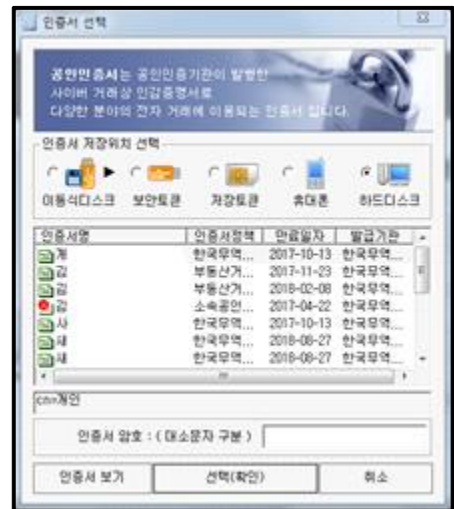 인증서 선택
공인인증서는 공인인증기관이 발행한
사이버 거래상 인감증명서로
다양한 분야의 전자 거래에 이용되는 인증서 입니다.
인증서 저장위치 선택
이동식디스크 보안토큰 저장토큰 휴대폰 하드디스크
인증서명 인증서정책 만료일자 발급기관
한국무역... 2017-10-13 한국무역...
김 부동산거... 2017-11-23 한국무역...
김 부동산거... 2018-02-08 한국무역...
김 소속공인... 2017-04-22 한국무역...
사 한국무역... 2017-10-13 한국무역...
새 한국무역... 2018-08-27 한국무역...
새 한국무역... 2018-08-27 한국무역...
인증서 암호 : ( 대소문자 구분 )
인증서 보기 선택(확인) 취소